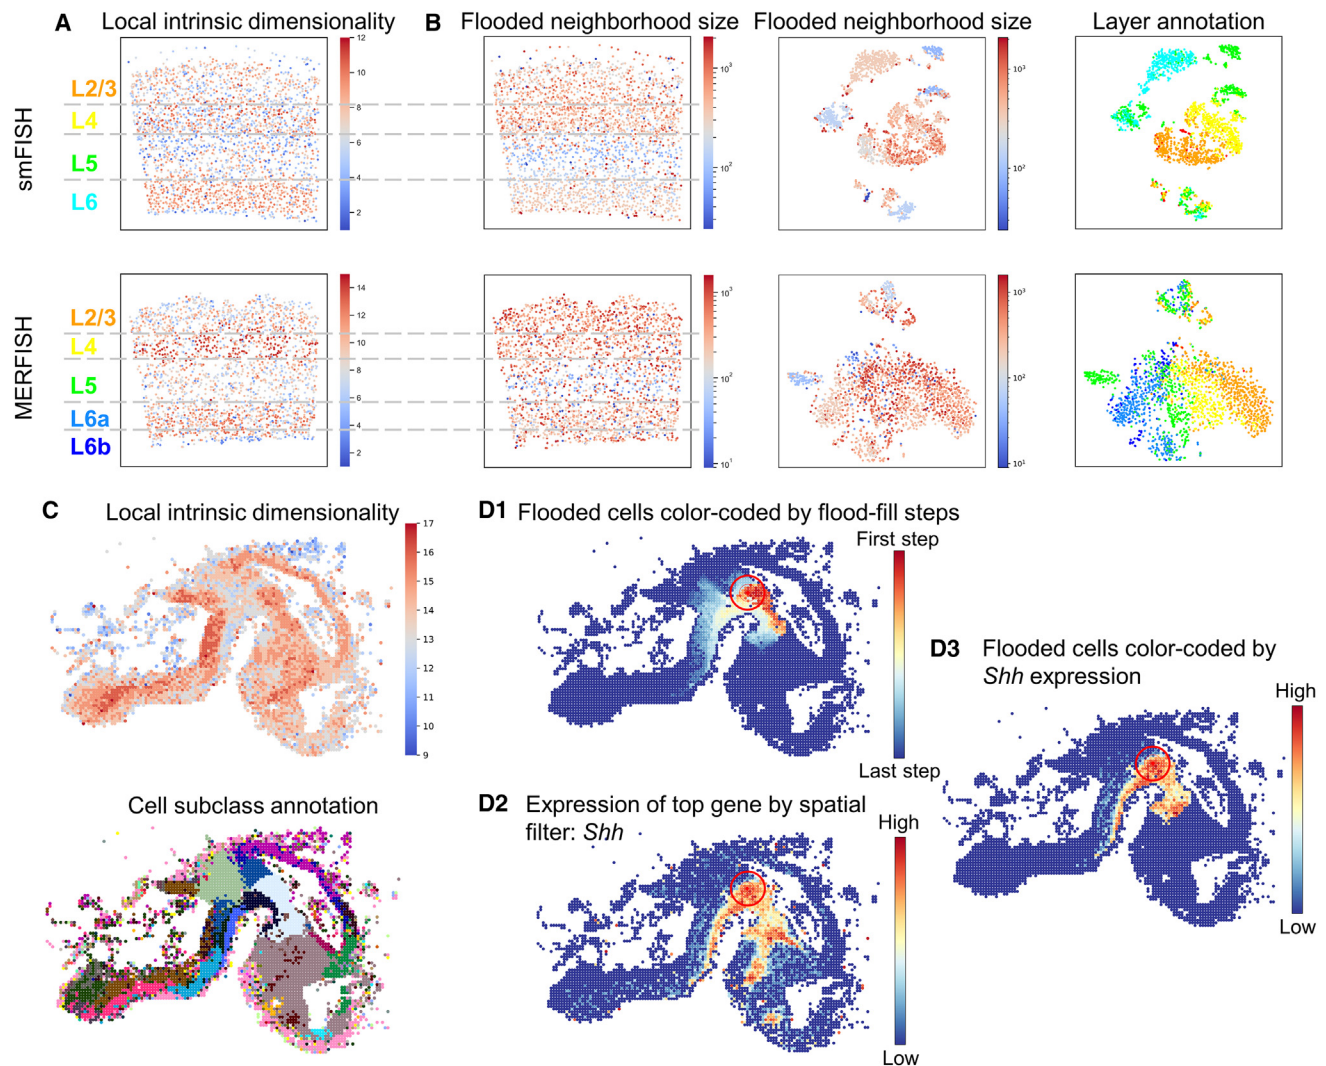 A Local intrinsic dimensionality
B Flooded neighborhood size
Flooded neighborhood size
Layer annotation
smFISH
L2/3
L4
L5
L6
12
10
8
6
4
2
10³
10²
10³
10²
MERFISH
L2/3
L4
L5
L6a
L6b
14
12
10
8
6
4
2
10³
10²
10¹
10³
10²
10¹
C Local intrinsic dimensionality
17
16
15
14
13
12
11
10
9
Cell subclass annotation
D1 Flooded cells color-coded by flood-fill steps
First step
Last step
D2 Expression of top gene by spatial
filter: Shh
High
Low
D3 Flooded cells color-coded by
Shh expression
High
Low